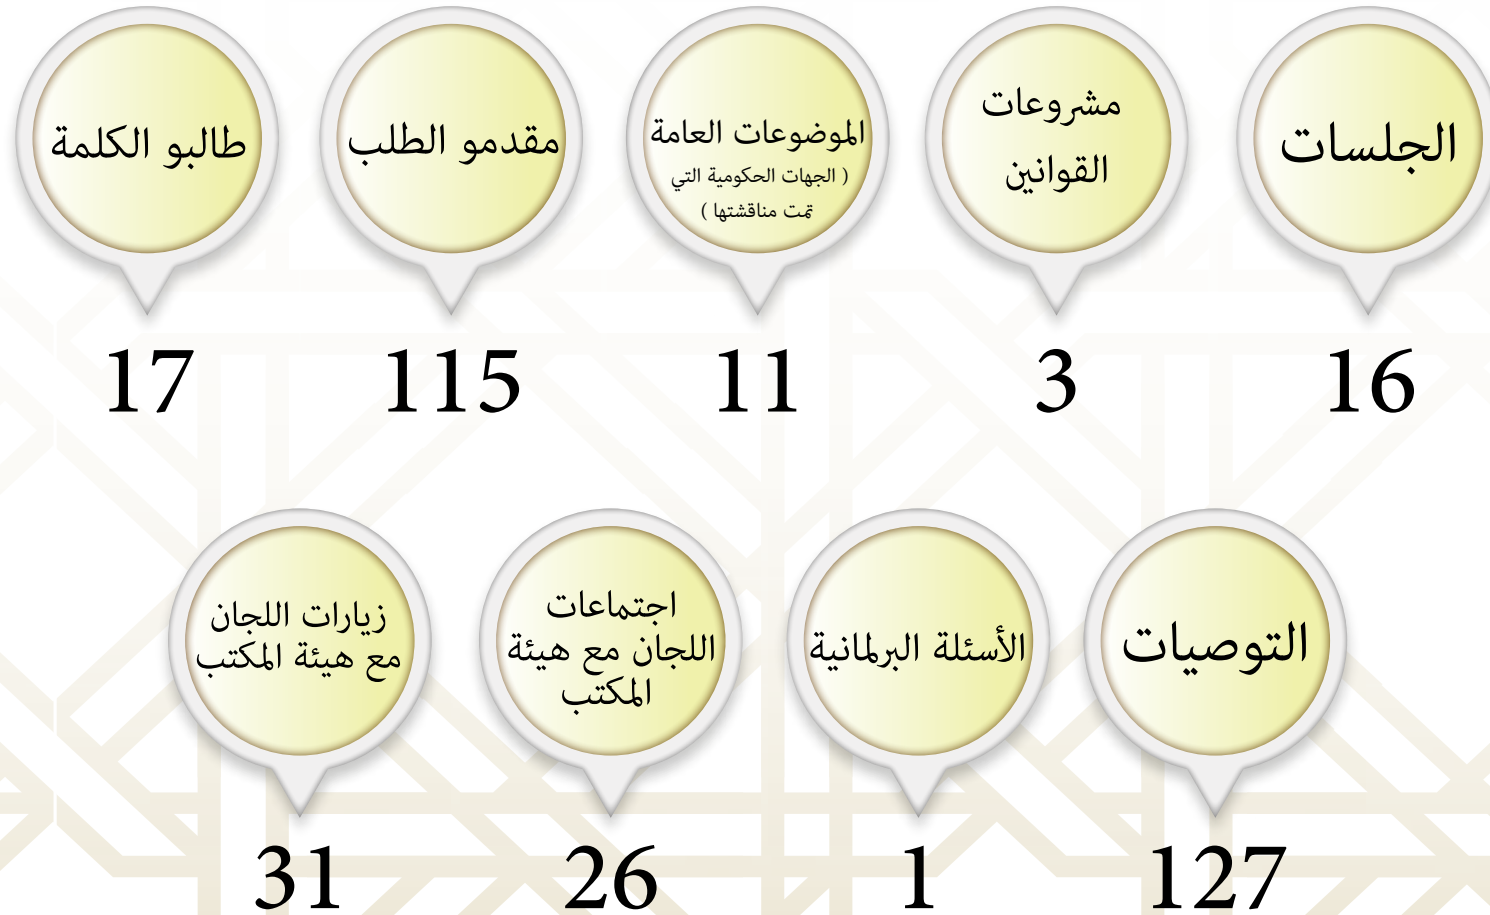 الجلسات
16
مشروعات
القوانين
3
الموضوعات العامة
( الجهات الحكومية التي
تمت مناقشتها )
11
مقدمو الطلب
115
طالبو الكلمة
17
التوصيات
127
الأسئلة البرلمانية
1
اجتماعات
اللجان مع هيئة
المكتب
26
زيارات اللجان
مع هيئة المكتب
31